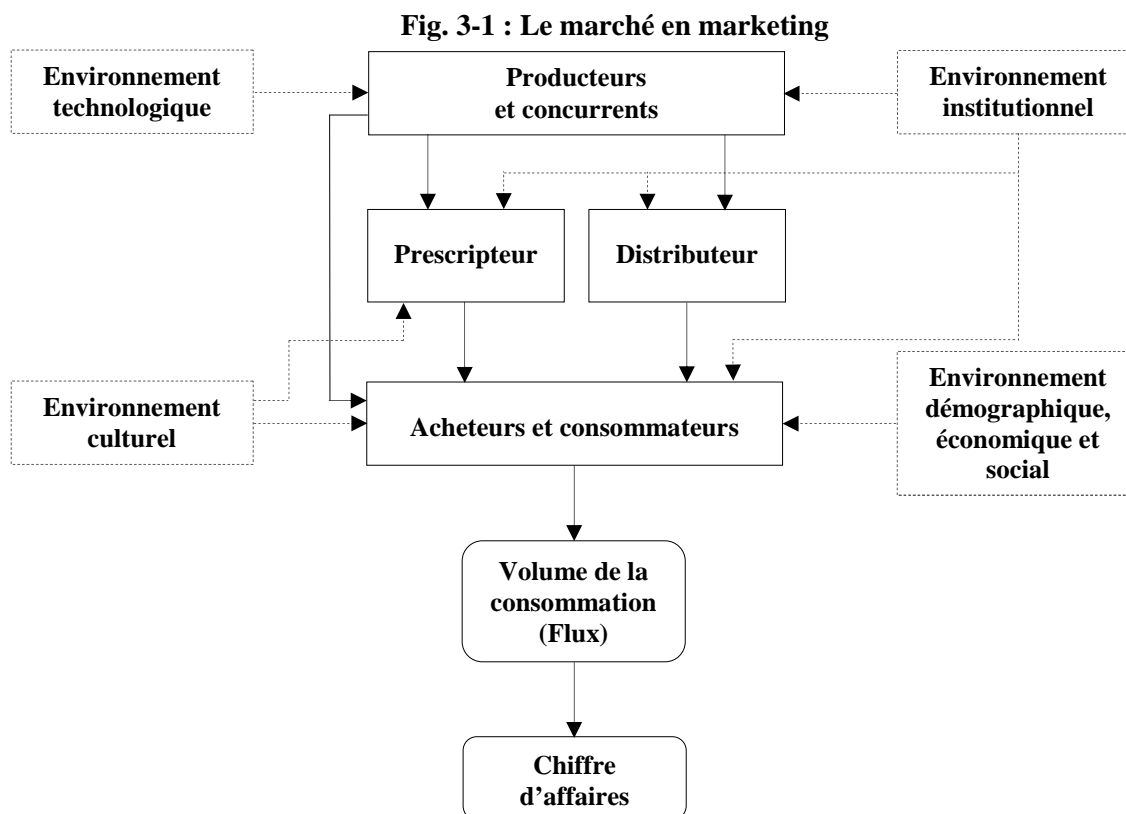 Fig. 3-1 : Le marché en marketing
Environnement
technologique
Producteurs
et concurrents
Environnement
institutionnel
Prescripteur
Distributeur
Environnement
culturel
Acheteurs et consommateurs
Environnement
démographique,
économique et
social
Volume de la
consommation
(Flux)
Chiffre
d’affaires